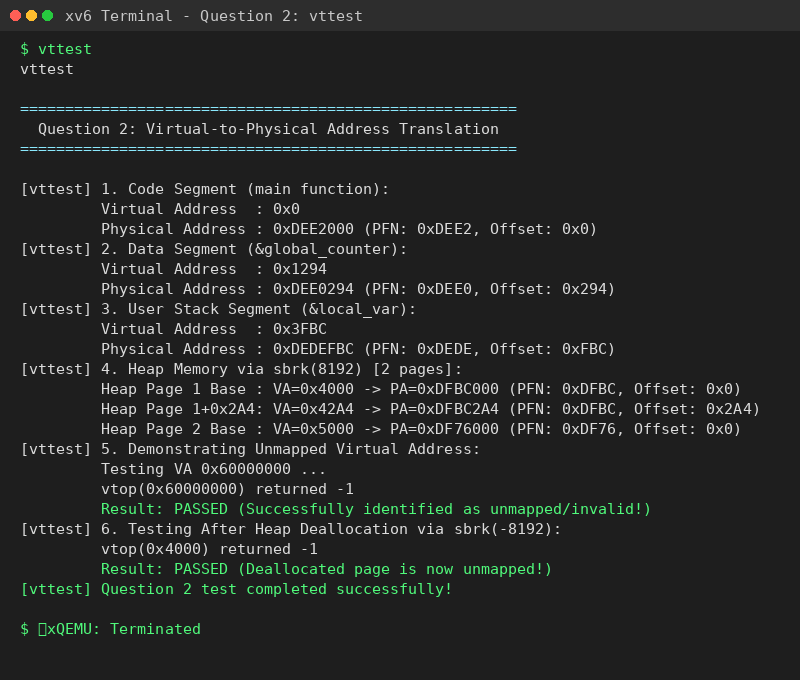 xv6 Terminal - Question 2: vttest
$ vttest
vttest
=======================================================
Question 2: Virtual-to-Physical Address Translation
=======================================================
[vttest] 1. Code Segment (main function):
Virtual Address  : 0x0
Physical Address : 0xDEE2000 (PFN: 0xDEE2, Offset: 0x0)
[vttest] 2. Data Segment (&global_counter):
Virtual Address  : 0x1294
Physical Address : 0xDEE0294 (PFN: 0xDEE0, Offset: 0x294)
[vttest] 3. User Stack Segment (&local_var):
Virtual Address  : 0x3FBC
Physical Address : 0xDEDEFBC (PFN: 0xDEDE, Offset: 0xFBC)
[vttest] 4. Heap Memory via sbrk(8192) [2 pages]:
Heap Page 1 Base : VA=0x4000 -> PA=0xDFBC000 (PFN: 0xDFBC, Offset: 0x0)
Heap Page 1+0x2A4: VA=0x42A4 -> PA=0xDFBC2A4 (PFN: 0xDFBC, Offset: 0x2A4)
Heap Page 2 Base : VA=0x5000 -> PA=0xDF76000 (PFN: 0xDF76, Offset: 0x0)
[vttest] 5. Demonstrating Unmapped Virtual Address:
Testing VA 0x60000000 ...
vtop(0x60000000) returned -1
Result: PASSED (Successfully identified as unmapped/invalid!)
[vttest] 6. Testing After Heap Deallocation via sbrk(-8192):
vtop(0x4000) returned -1
Result: PASSED (Deallocated page is now unmapped!)
[vttest] Question 2 test completed successfully!
$ xQEMU: Terminated